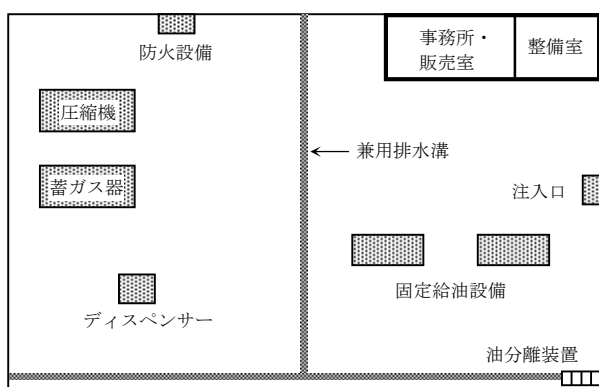 防火設備
事務所・
販売室
整備室
圧縮機
兼用排水溝
蓄ガス器
注入口
固定給油設備
ディスペンサー
油分離装置